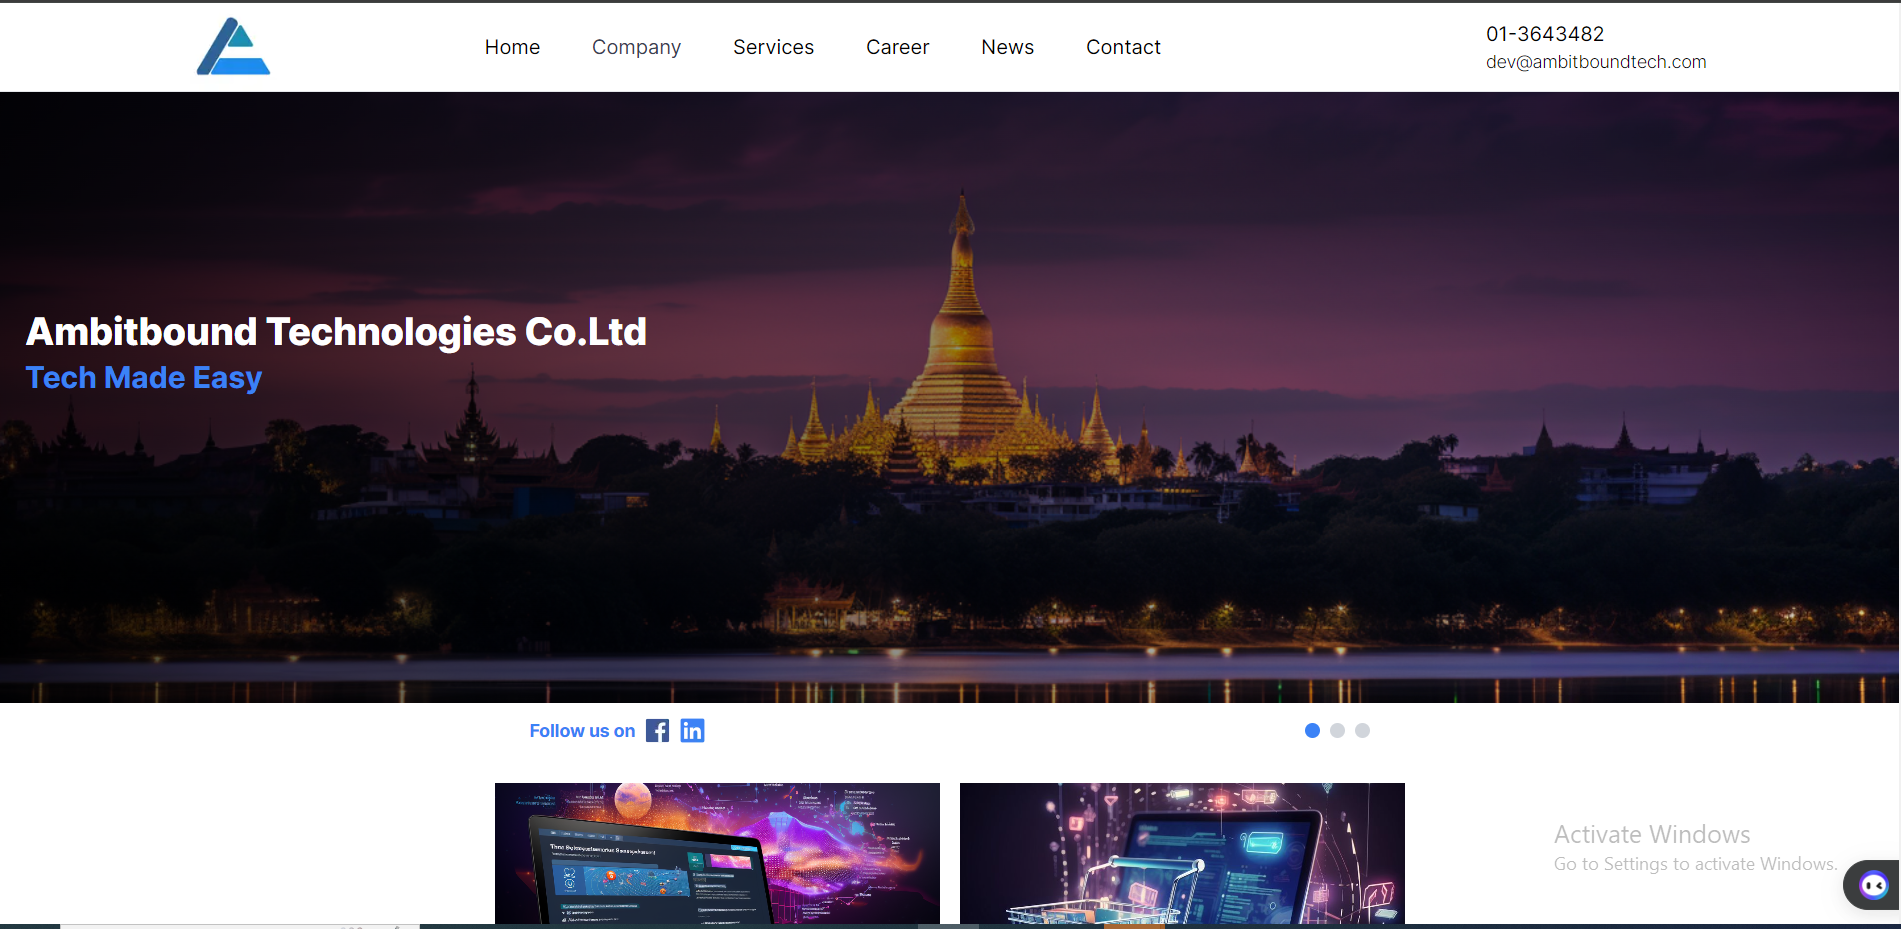 Home Company Services Career News Contact
01-3643482
dev@ambitboundtech.com
Ambitbound Technologies Co.Ltd
Tech Made Easy
Follow us on
Activate Windows
Go to Settings to activate Windows.